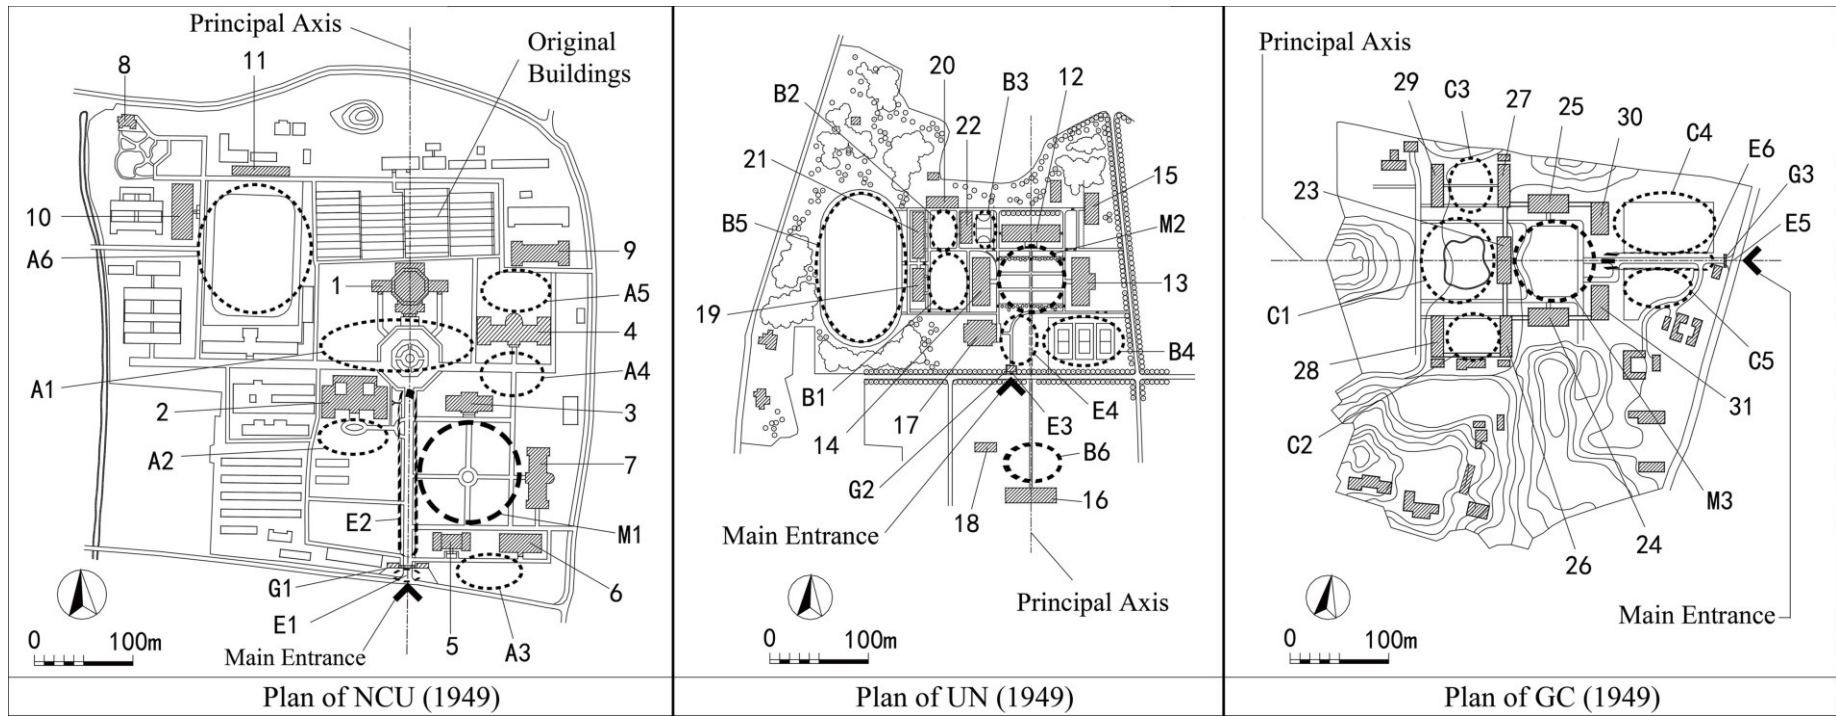 Principal Axis
Original
Buildings
8
11
10
A6
1
9
A5
4
A1
A4
2
3
A2
7
E2
M1
G1
6
E1
5
A3
Main Entrance
0
100m
Plan of NCU (1949)
20
B3
12
B2
22
21
15
B5
M2
13
19
B4
B1
17
E4
14
E3
B6
G2
18
16
Main Entrance
Principal Axis
0
100m
Plan of UN (1949)
Principal Axis
29
C3
27
25
30
C4
E6
G3
23
E5
C1
28
C5
31
C2
M3
24
26
Main Entrance
0
100m
Plan of GC (1949)